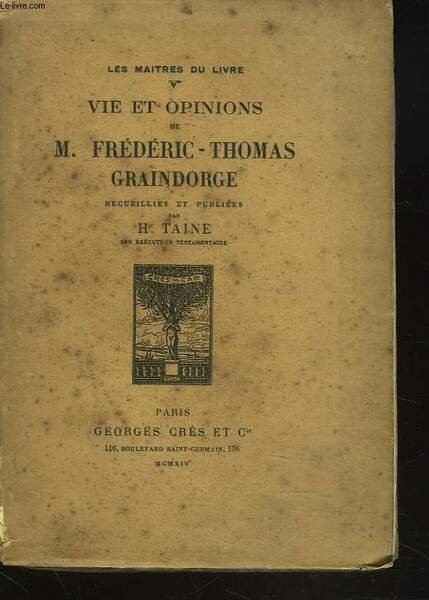 Le-livre.com
LES MAITRES DU LIVRE
VIE ET OPINIONS
DE
M. FRÉDÉRIC-THOMAS
GRAINDORGE
RECUEILLIES ET PUBLIÉES
PAR
H. TAINE
SON EXÉCUTEUR TESTAMENTAIRE
PARIS
GEORGES CRÈS ET Cie
116, BOULEVARD SAINT-GERMAIN, 116
MCMXIV